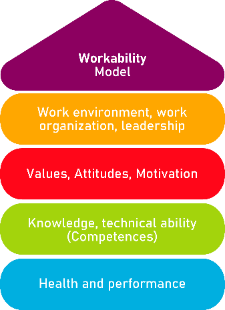 Workability
Model
Work environment, work
organization, leadership
Values, Attitudes, Motivation
Knowledge, technical ability
(Competences)
Health and performance